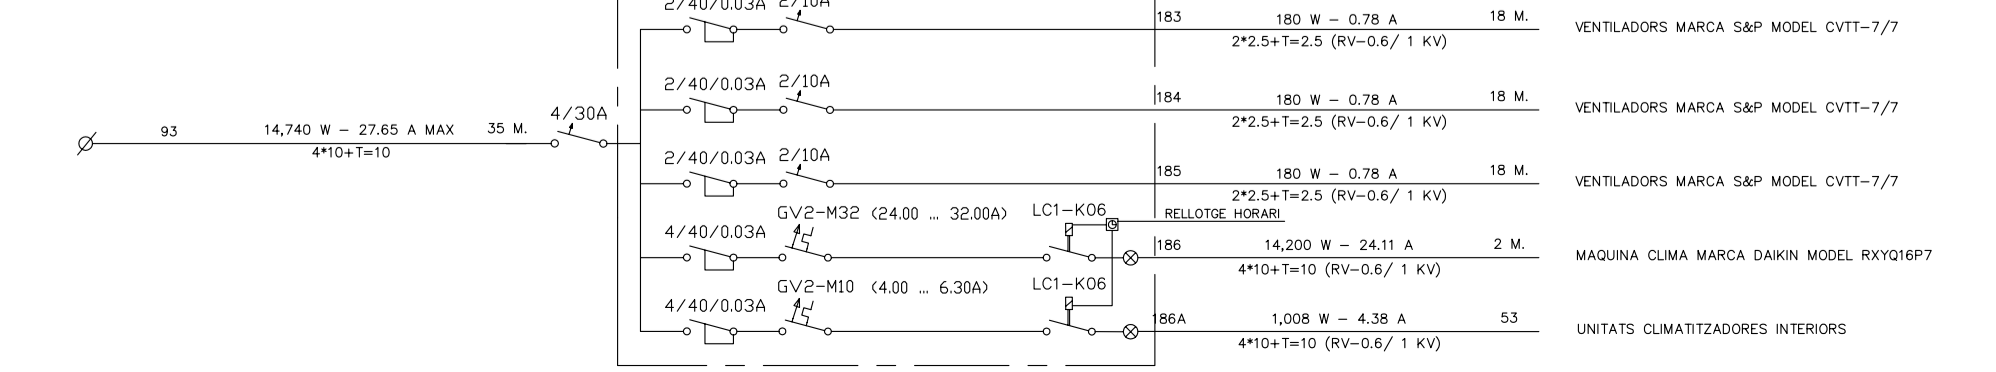 2/40/0.03A 2/10A
183 180 W – 0.78 A 18 M. VENTILADORS MARCA S&P MODEL CVTT–7/7
2*2.5+T=2.5 (RV–0.6/ 1 KV)
2/40/0.03A 2/10A
184 180 W – 0.78 A 18 M. VENTILADORS MARCA S&P MODEL CVTT–7/7
2*2.5+T=2.5 (RV–0.6/ 1 KV)
4/30A
93 14,740 W – 27.65 A MAX 35 M.
4*10+T=10
2/40/0.03A 2/10A
185 180 W – 0.78 A 18 M. VENTILADORS MARCA S&P MODEL CVTT–7/7
2*2.5+T=2.5 (RV–0.6/ 1 KV)
GV2–M32 (24.00 ... 32.00A) LC1–K06 RELLOTGE HORARI
4/40/0.03A
186 14,200 W – 24.11 A 2 M. MAQUINA CLIMA MARCA DAIKIN MODEL RXYQ16P7
4*10+T=10 (RV–0.6/ 1 KV)
GV2–M10 (4.00 ... 6.30A) LC1–K06
4/40/0.03A
186A 1,008 W – 4.38 A 53 UNITATS CLIMATITZADORES INTERIORS
4*10+T=10 (RV–0.6/ 1 KV)